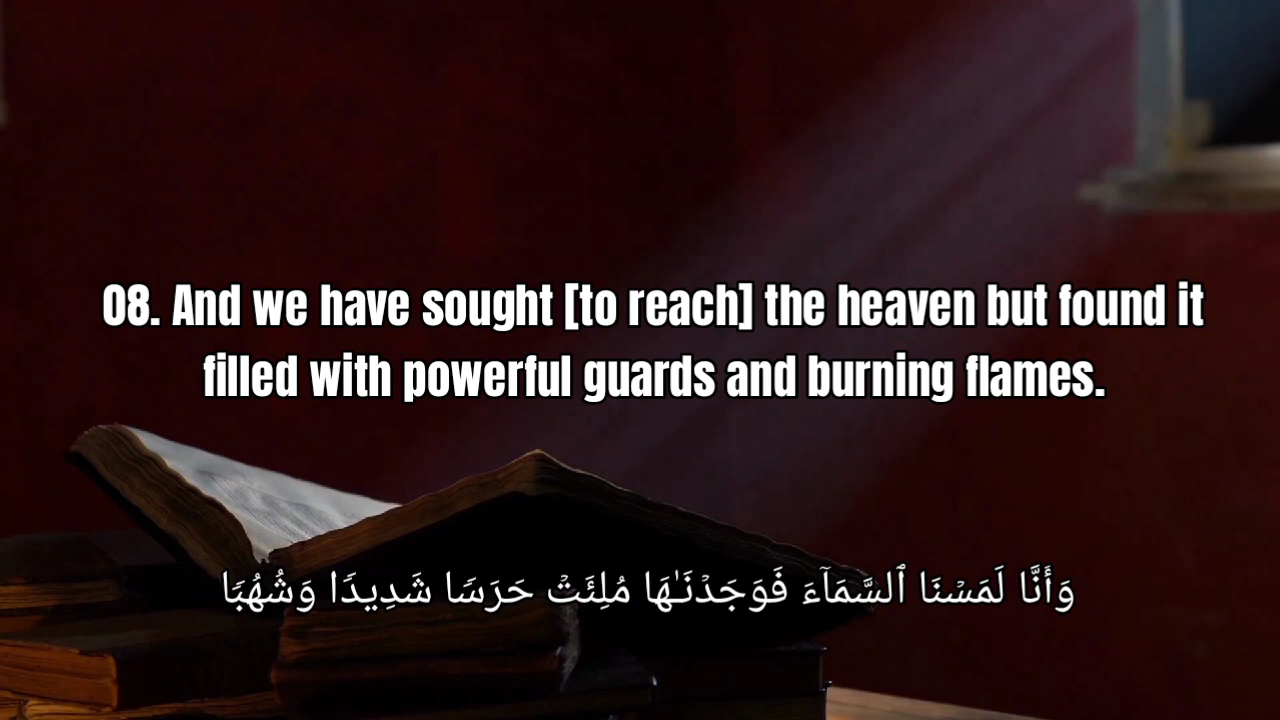 08. And we have sought [to reach] the heaven but found it
filled with powerful guards and burning flames.
وَأَنَّا لَمَسۡنَا ٱلسَّمَآءَ فَوَجَدۡنَـٰهَا مُلِئَتۡ حَرَسࣰا شَدِیدࣰا وَشُهُبࣰا